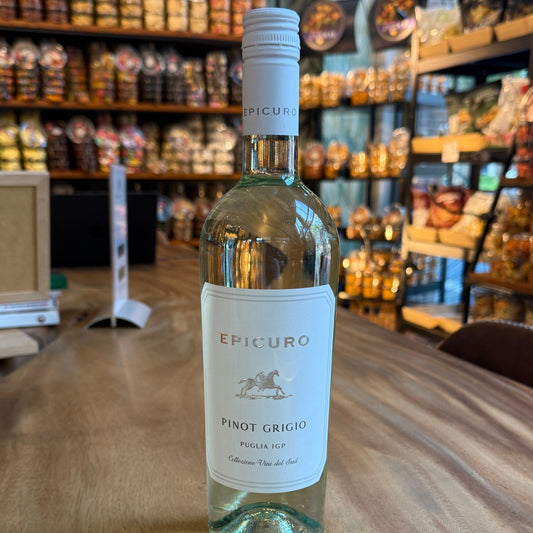 EPICURO
EPICURO
PINOT GRIGIO
PUGLIA IGP
Collezione Vini del Sud